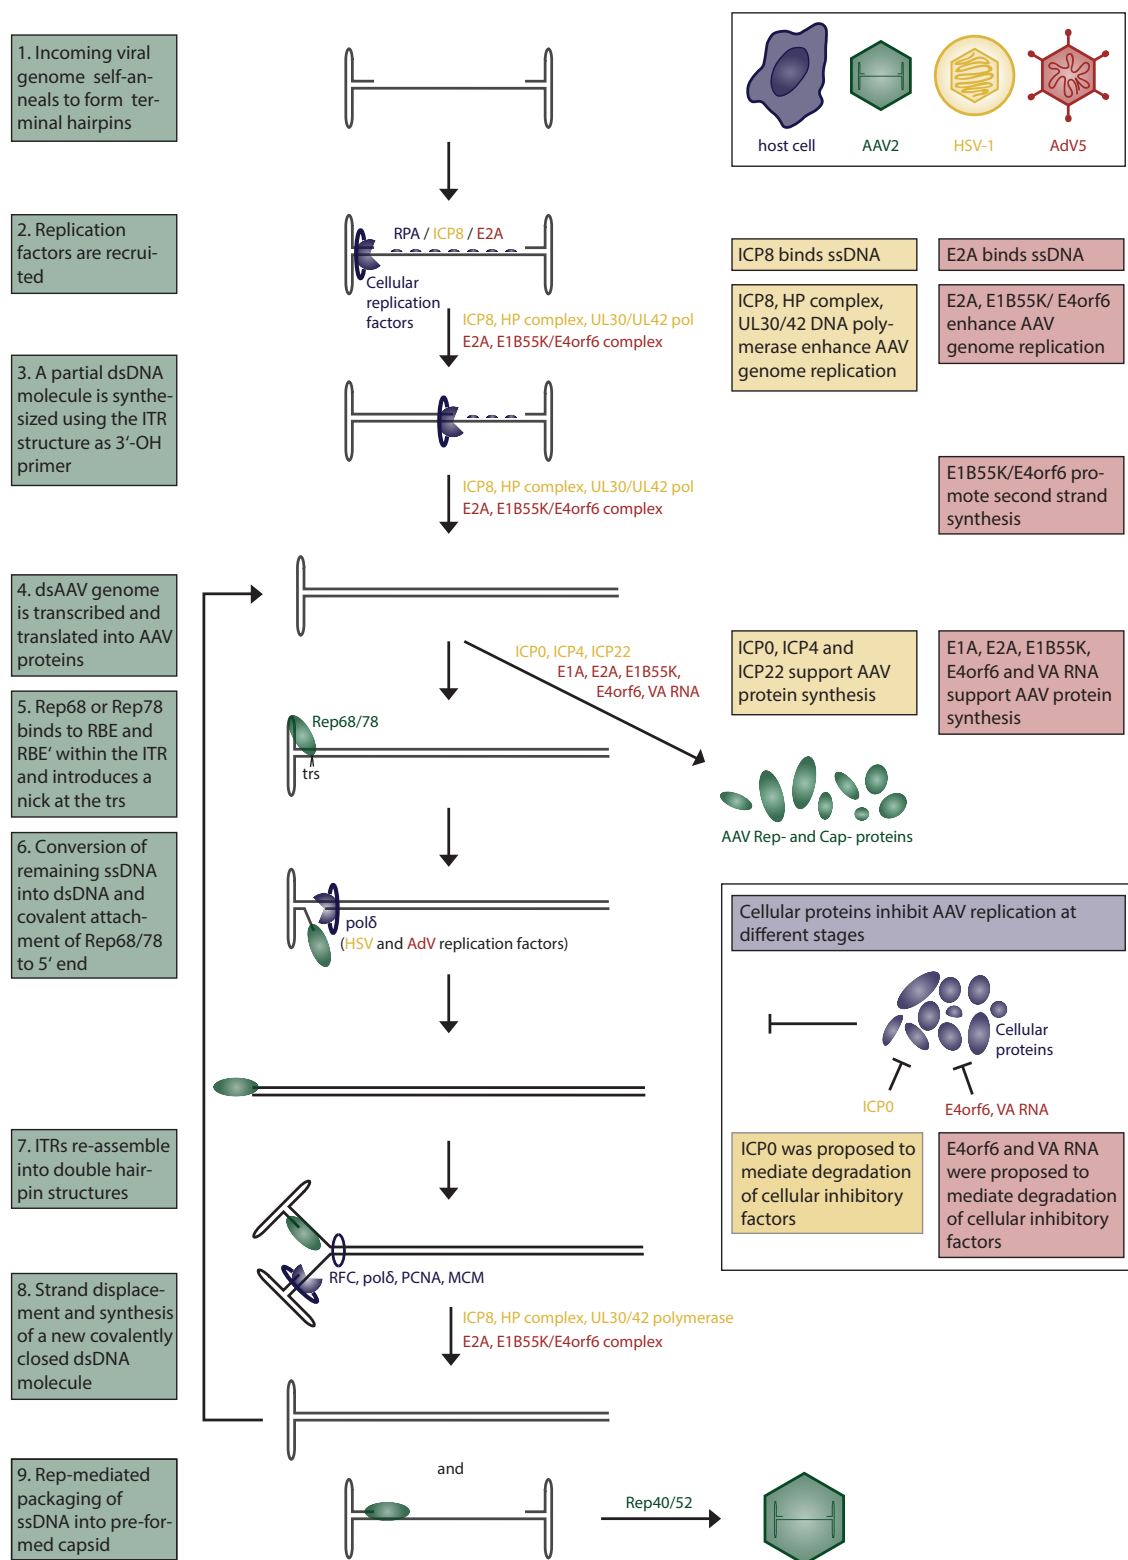 1. Incoming viral
genome self-an-
neals to form ter-
minal hairpins
host cell
AAV2
HSV-1
AdV5
2. Replication
factors are recrui-
ted
RPA / ICP8 / E2A
Cellular
replication
factors
ICP8 binds ssDNA
E2A binds ssDNA
ICP8, HP complex,
UL30/42 DNA poly-
merase enhance AAV
genome replication
E2A, E1B55K/ E4orf6
enhance AAV
genome replication
ICP8, HP complex, UL30/UL42 pol
E2A, E1B55K/E4orf6 complex
3. A partial dsDNA
molecule is synthe-
sized using the ITR
structure as 3‘-OH
primer
ICP8, HP complex, UL30/UL42 pol
E2A, E1B55K/E4orf6 complex
E1B55K/E4orf6 pro-
mote second strand
synthesis
4. dsAAV genome
is transcribed and
translated into AAV
proteins
ICP0, ICP4, ICP22
E1A, E2A, E1B55K,
E4orf6, VA RNA
ICP0, ICP4 and
ICP22 support AAV
protein synthesis
E1A, E2A, E1B55K,
E4orf6 and VA RNA
support AAV protein
synthesis
5. Rep68 or Rep78
binds to RBE and
RBE‘ within the ITR
and introduces a
nick at the trs
Rep68/78
trs
AAV Rep- and Cap- proteins
6. Conversion of
remaining ssDNA
into dsDNA and
covalent attach-
ment of Rep68/78
to 5‘ end
polδ
(HSV and AdV replication factors)
Cellular proteins inhibit AAV replication at
different stages
Cellular
proteins
ICP0
E4orf6, VA RNA
ICP0 was proposed to
mediate degradation
of cellular inhibitory
factors
E4orf6 and VA RNA
were proposed to
mediate degradation
of cellular inhibitory
factors
7. ITRs re-assemble
into double hair-
pin structures
RFC, polδ, PCNA, MCM
8. Strand displace-
ment and synthesis
of a new covalently
closed dsDNA
molecule
ICP8, HP complex, UL30/42 polymerase
E2A, E1B55K/E4orf6 complex
and
9. Rep-mediated
packaging of
ssDNA into pre-for-
med capsid
Rep40/52